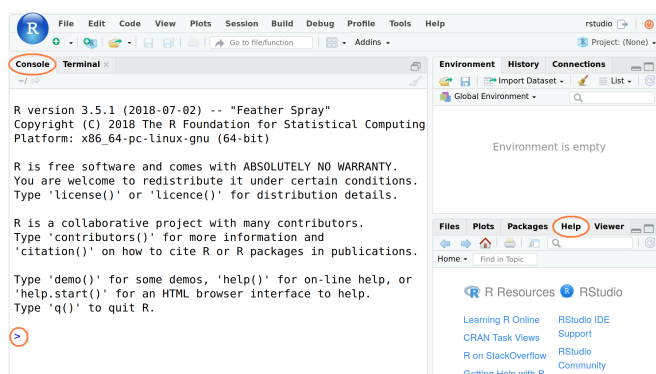 R
File Edit Code View Plots Session Build Debug Profile Tools Help
rstudio
Go to file/function
Addins
R
Project: (None)
Console Terminal
~/
R version 3.5.1 (2018-07-02) -- "Feather Spray"
Copyright (C) 2018 The R Foundation for Statistical Computing
Platform: x86_64-pc-linux-gnu (64-bit)
R is free software and comes with ABSOLUTELY NO WARRANTY.
You are welcome to redistribute it under certain conditions.
Type 'license()' or 'licence()' for distribution details.
R is a collaborative project with many contributors.
Type 'contributors()' for more information and
'citation()' on how to cite R or R packages in publications.
Type 'demo()' for some demos, 'help()' for on-line help, or
'help.start()' for an HTML browser interface to help.
Type 'q()' to quit R.
>
Environment History Connections
Import Dataset
List
Global Environment
Environment is empty
Files Plots Packages Help Viewer
Home
Find in Topic
R R Resources
R RStudio
Learning R Online
CRAN Task Views
R on StackOverflow
Getting Help with R
RStudio IDE
Support
RStudio
Community